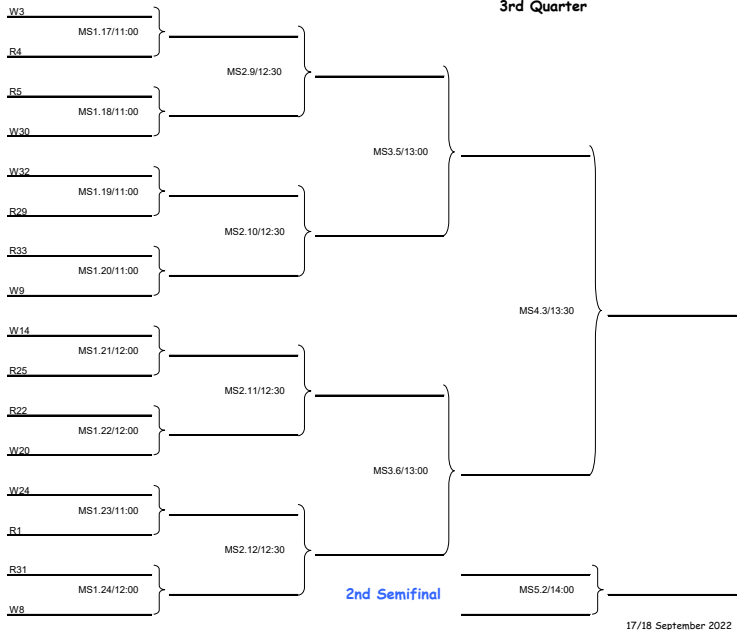 3rd Quarter
W3
MS1.17/11:00
R4
MS2.9/12:30
R5
MS1.18/11:00
W30
MS3.5/13:00
W32
MS1.19/11:00
R29
MS2.10/12:30
R33
MS1.20/11:00
W9
MS4.3/13:30
W14
MS1.21/12:00
R25
MS2.11/12:30
R22
MS1.22/12:00
W20
MS3.6/13:00
W24
MS1.23/11:00
R1
MS2.12/12:30
R31
MS1.24/12:00
W8
2nd Semifinal
MS5.2/14:00
17/18 September 2022